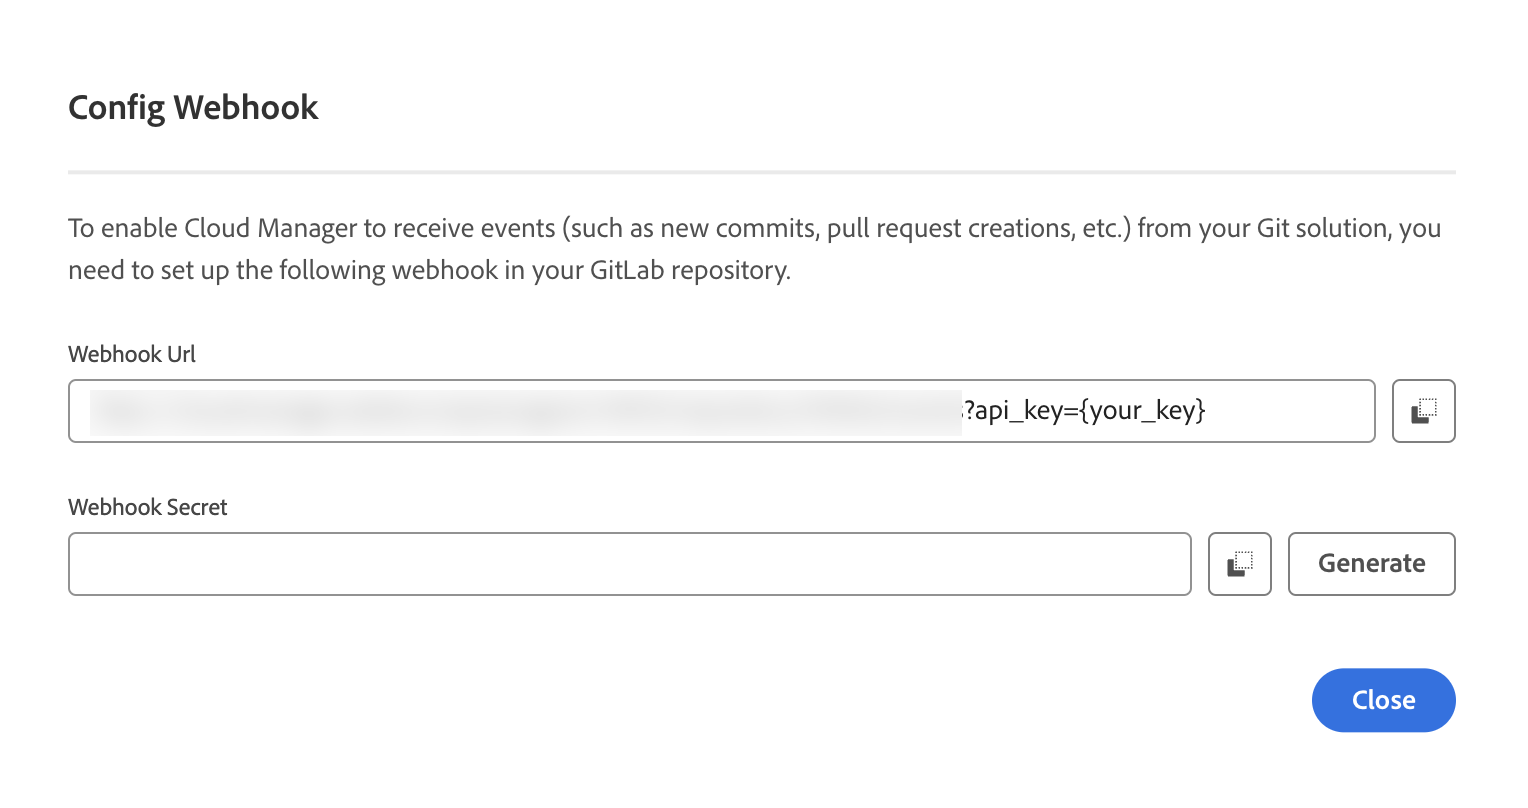 Config Webhook
To enable Cloud Manager to receive events (such as new commits, pull request creations, etc.) from your Git solution, you
need to set up the following webhook in your GitLab repository.
Webhook Url
?api_key={your_key}
Webhook Secret
Generate
Close